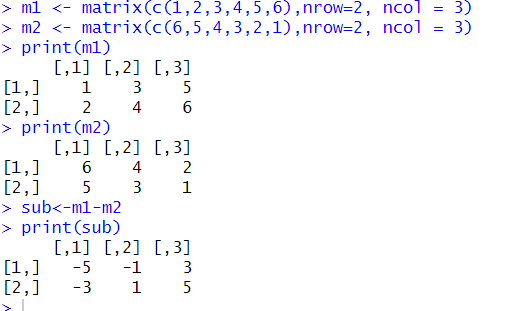 > m1 <- matrix(c(1,2,3,4,5,6),nrow=2, ncol = 3)
> m2 <- matrix(c(6,5,4,3,2,1),nrow=2, ncol = 3)
> print(m1)
     [,1] [,2] [,3]
[1,]    1    3    5
[2,]    2    4    6
> print(m2)
     [,1] [,2] [,3]
[1,]    6    4    2
[2,]    5    3    1
> sub<-m1-m2
> print(sub)
     [,1] [,2] [,3]
[1,]   -5   -1    3
[2,]   -3    1    5
>